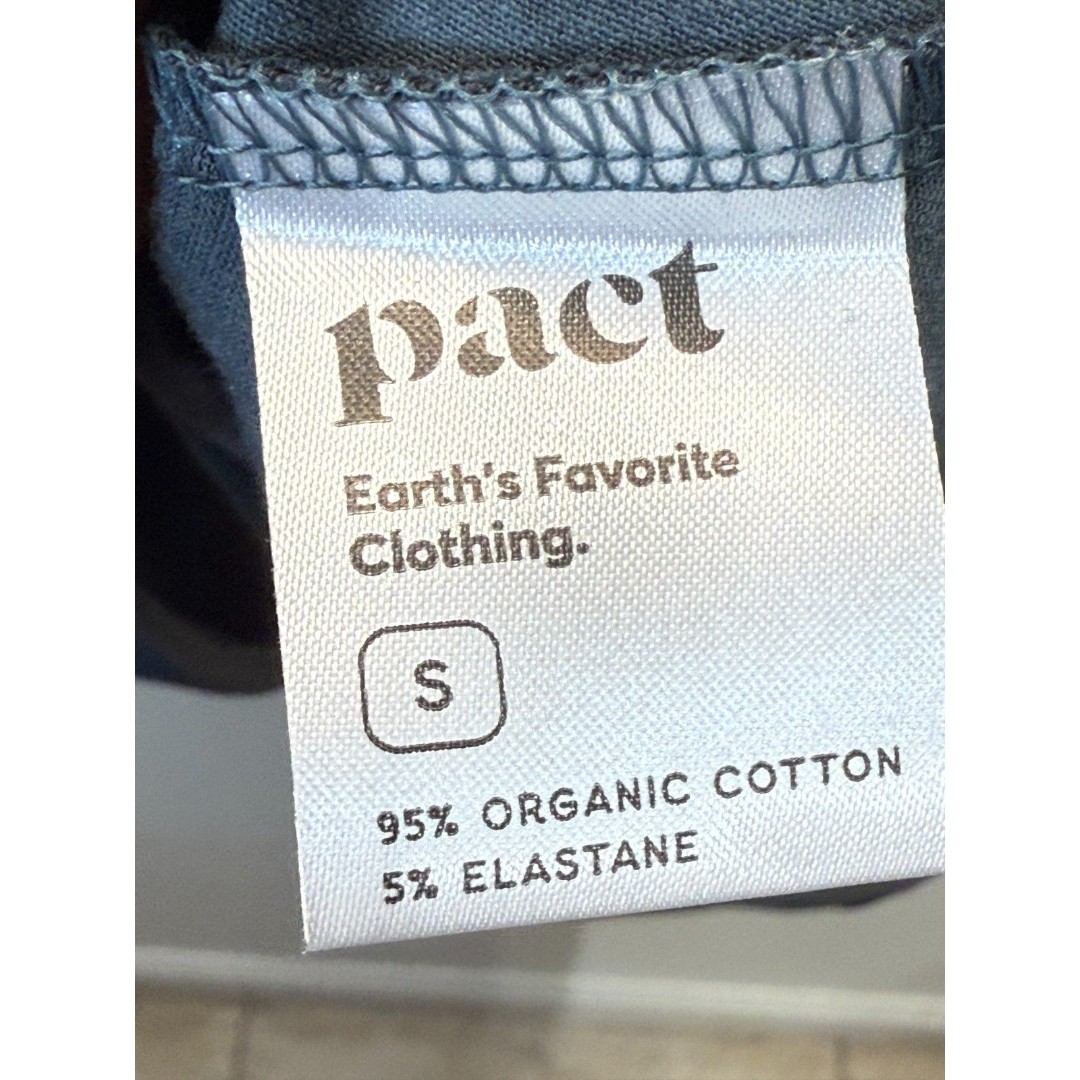 pact
Earth's Favorite
Clothing.
S
95% ORGANIC COTTON
5% ELASTANE